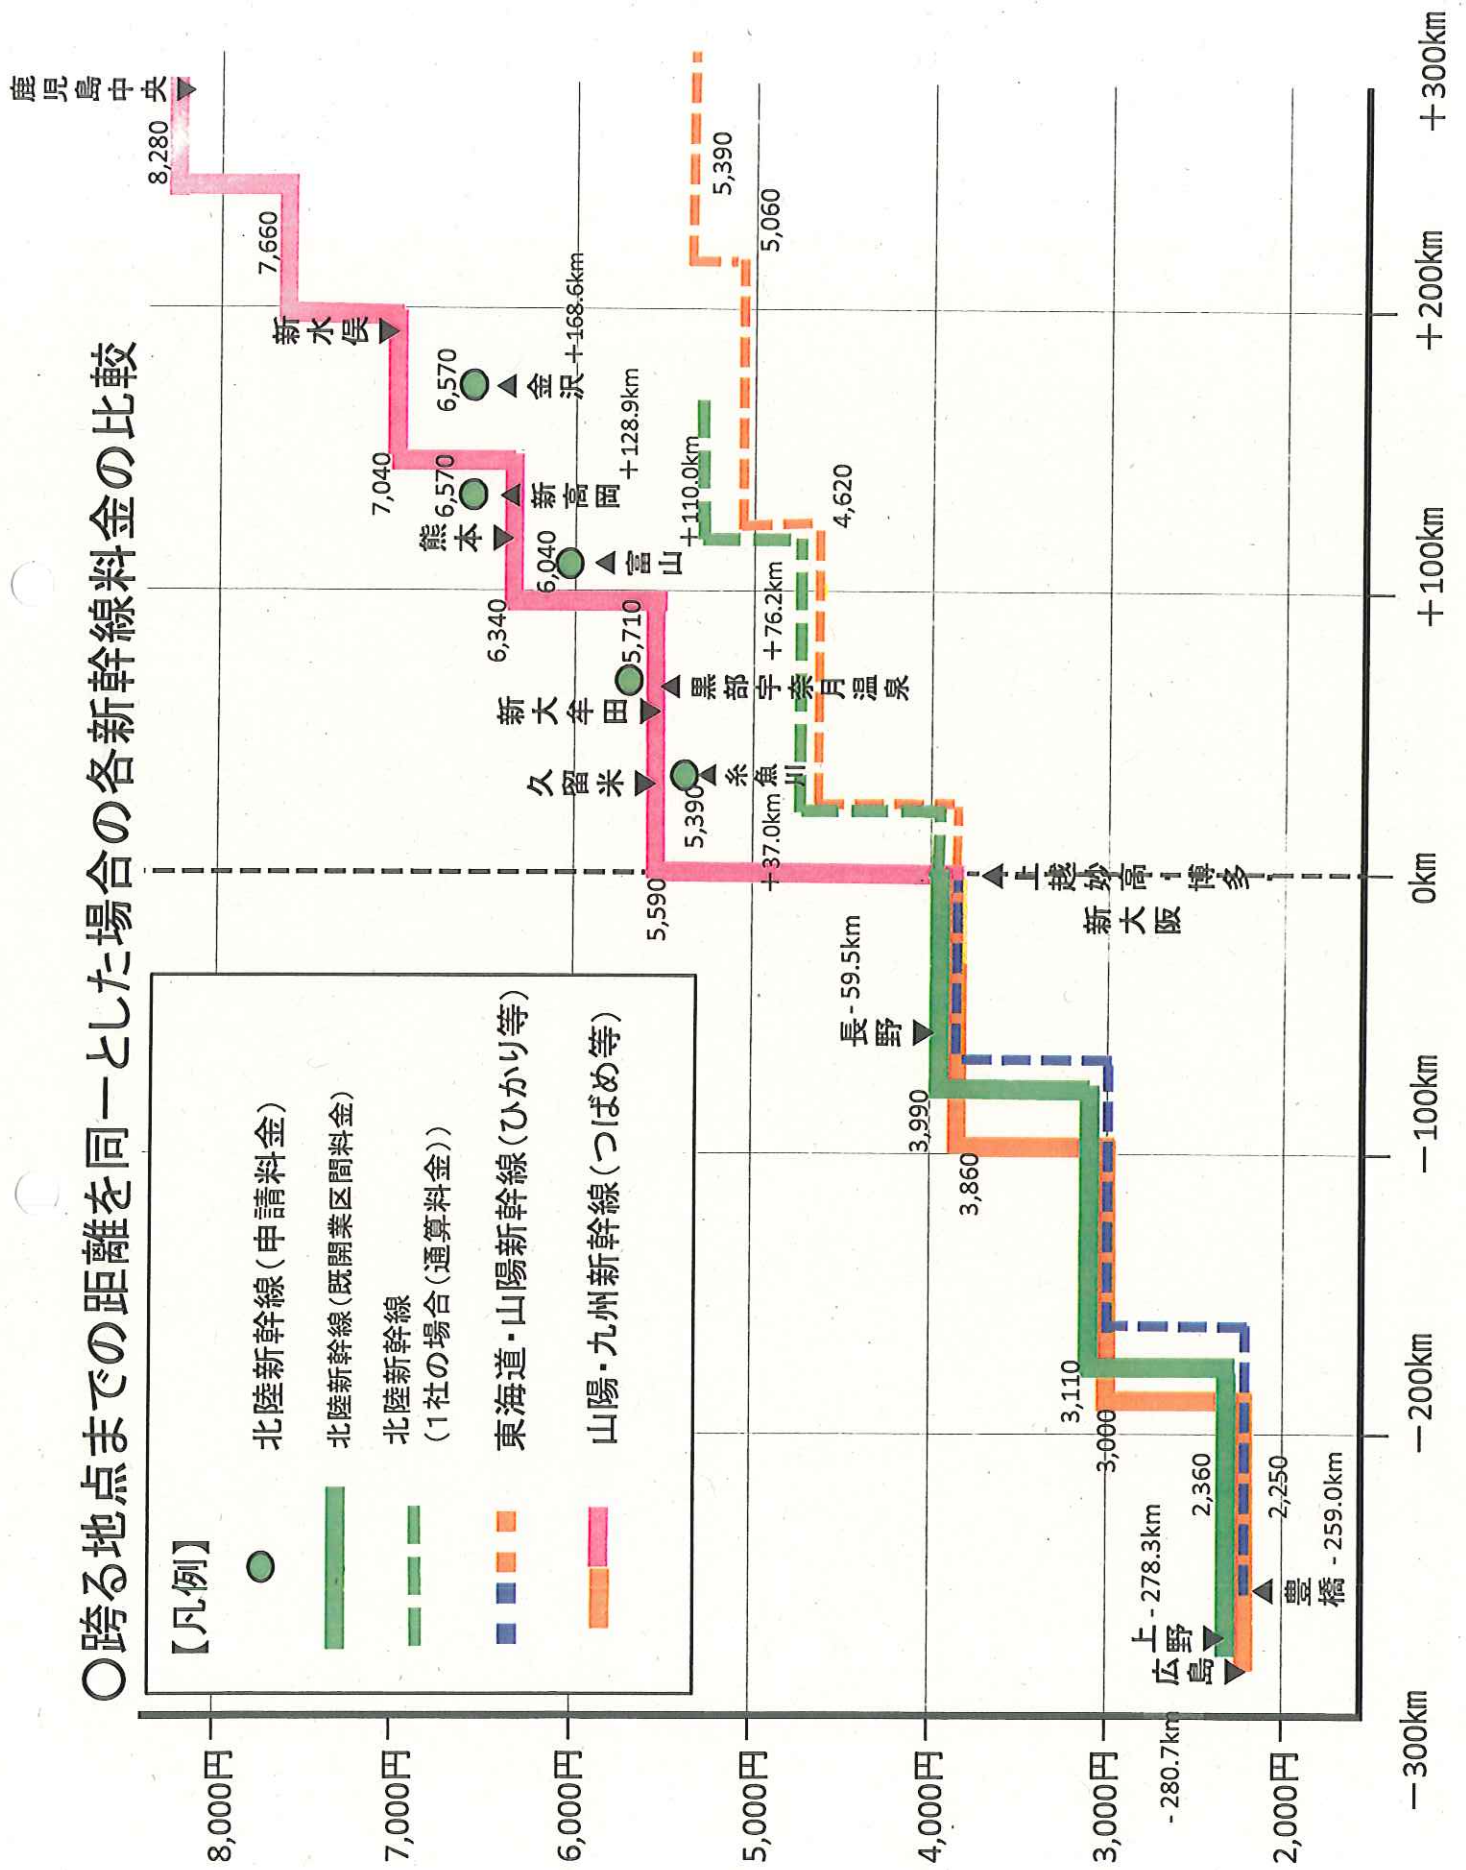 〇跨る地点までの距離を同一とした場合の各新幹線料金の比較
【凡例】
北陸新幹線(申請料金)
北陸新幹線(既開業区間料金)
北陸新幹線
(1社の場合(通算料金))
東海道・山陽新幹線(ひかり等)
山陽・九州新幹線(つばめ等)
8,000円
7,000円
6,000円
5,000円
4,000円
3,000円
2,000円
鹿児島中央
8,280
7,660
新水俣
7,040
6,570
金沢
+168.6km
6,570
新高岡
+128.9km
熊本
6,340
6,040
富山
+110.0km
5,710
黒部宇奈月温泉
+76.2km
新大牟田
久留米
5,390
糸魚川
+37.0km
5,590
5,390
5,060
4,620
上越妙高・博多
新大阪
長野
-59.5km
3,990
3,860
3,110
3,000
2,360
2,250
上野
-278.3km
広島
-280.7km
豊橋
-259.0km
-300km
-200km
-100km
0km
+100km
+200km
+300km